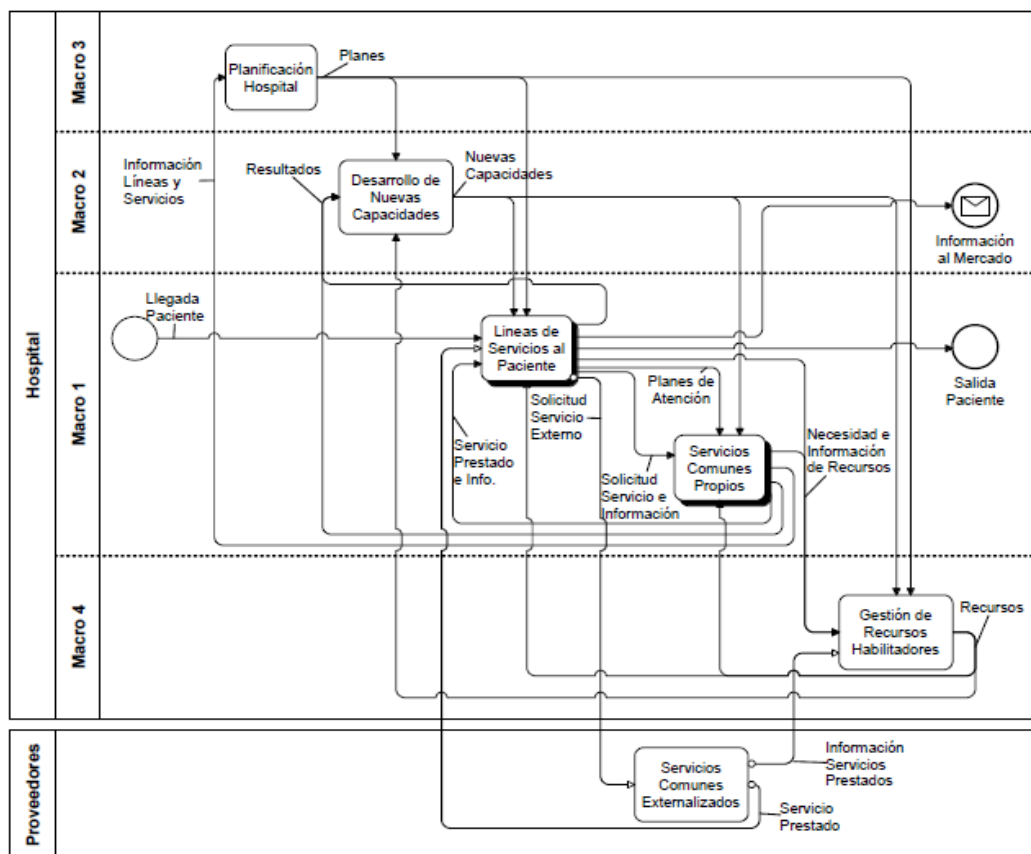 Hospital
Macro 3
Planificación
Hospital
Planes
Macro 2
Información
Líneas y
Servicios
Resultados
Desarrollo de
Nuevas
Capacidades
Nuevas
Capacidades
Información
al Mercado
Macro 1
Llegada
Paciente
Lineas de
Servicios al
Paciente
Salida
Paciente
Planes de
Atención
Solicitud
Servicio
Externo
Servicio
Prestado
e Info.
Servicios
Comunes
Propios
Necesidad e
Información
de Recursos
Solicitud
Servicio e
Información
Macro 4
Gestión de
Recursos
Habilitadores
Recursos
Proveedores
Servicios
Comunes
Externalizados
Información
Servicios
Prestados
Servicio
Prestado